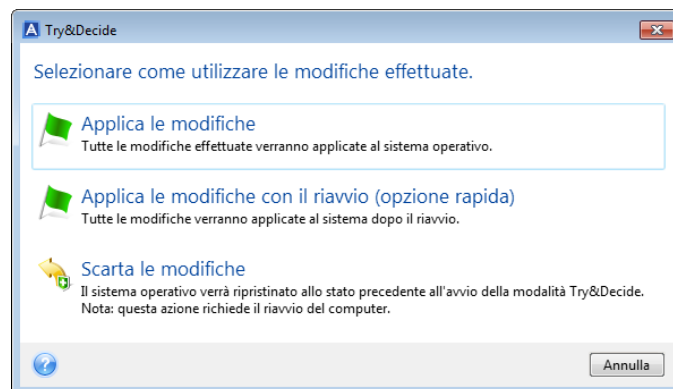 Try&Decide
Selezionare come utilizzare le modifiche effettuate.
Applica le modifiche
Tutte le modifiche effettuate verranno applicate al sistema operativo.
Applica le modifiche con il riavvio (opzione rapida)
Tutte le modifiche verranno applicate al sistema dopo il riavvio.
Scarta le modifiche
Il sistema operativo verrà ripristinato allo stato precedente all'avvio della modalità Try&Decide.
Nota: questa azione richiede il riavvio del computer.
Annulla